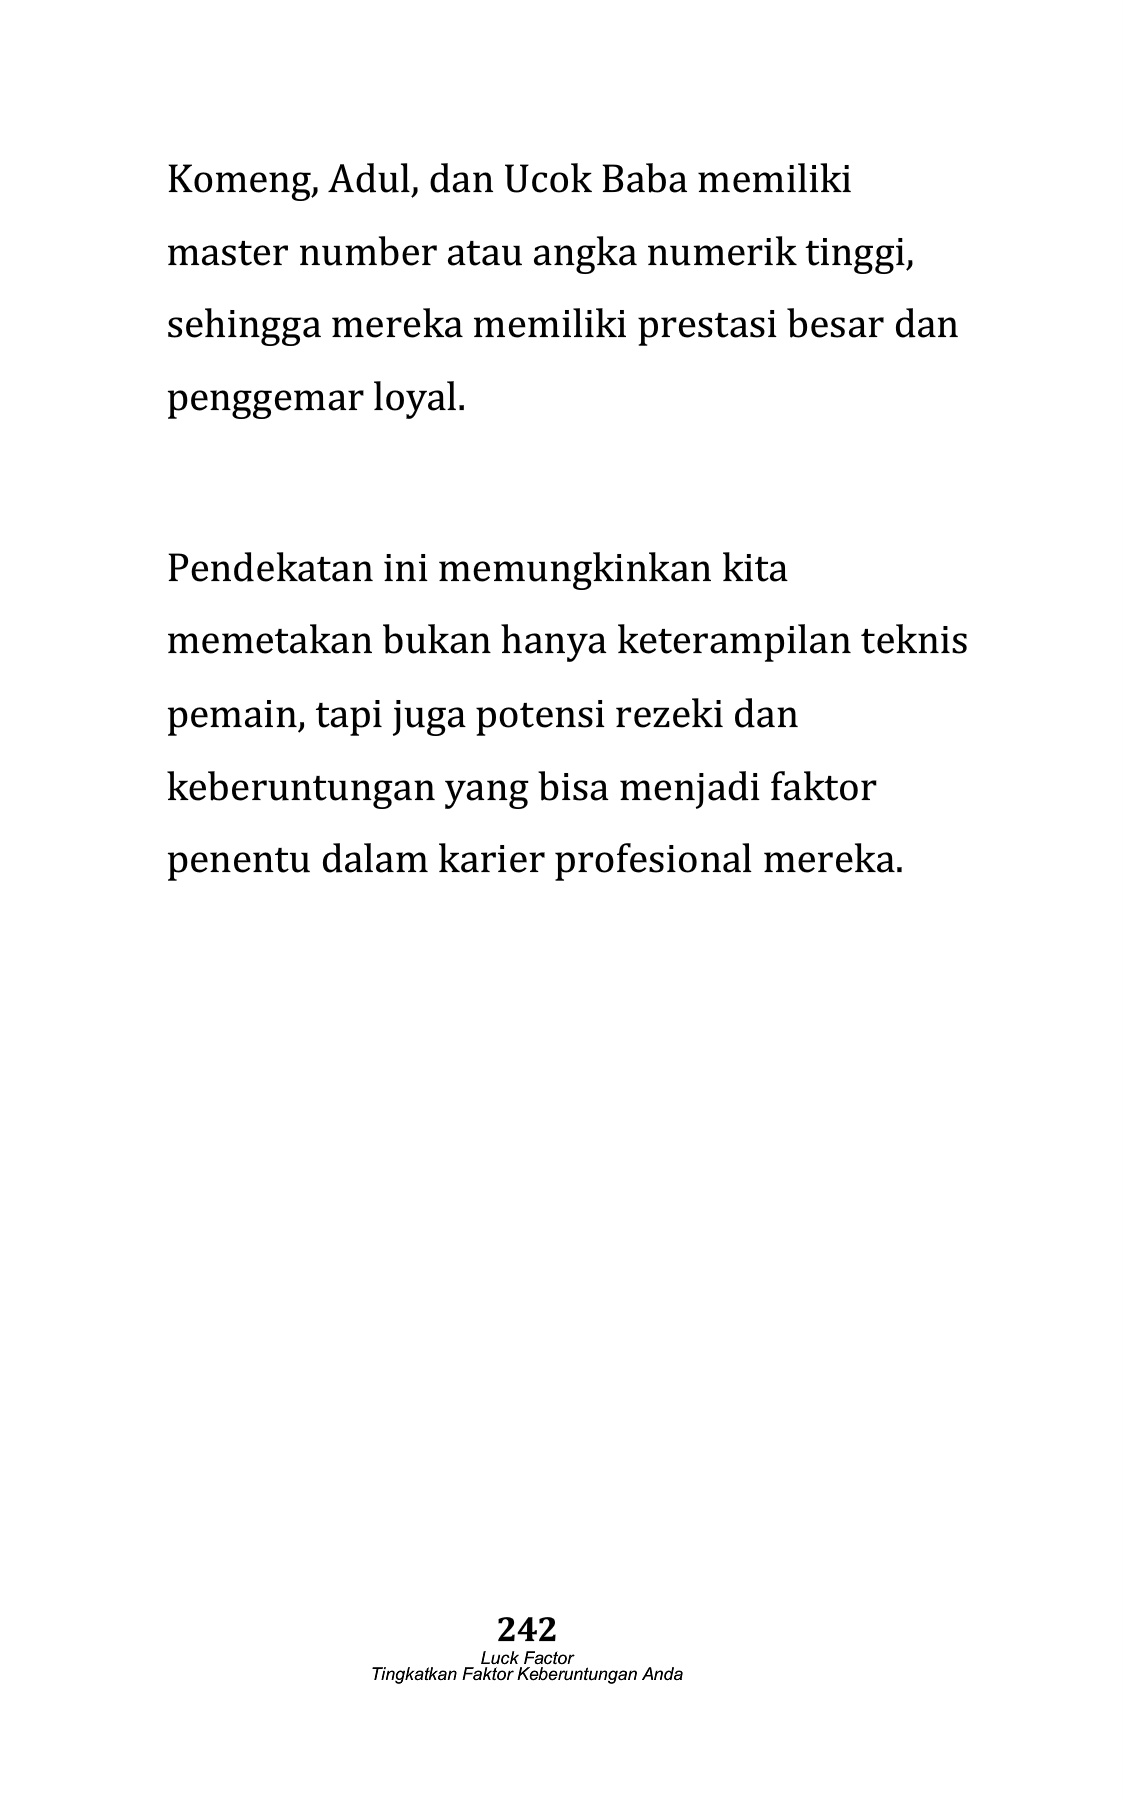 Komeng, Adul, dan Ucok Baba memiliki
master number atau angka numerik tinggi,
sehingga mereka memiliki prestasi besar dan
penggemar loyal.
Pendekatan ini memungkinkan kita
memetakan bukan hanya keterampilan teknis
pemain, tapi juga potensi rezeki dan
keberuntungan yang bisa menjadi faktor
penentu dalam karier profesional mereka.
242
Luck Factor
Tingkatkan Faktor Keberuntungan Anda